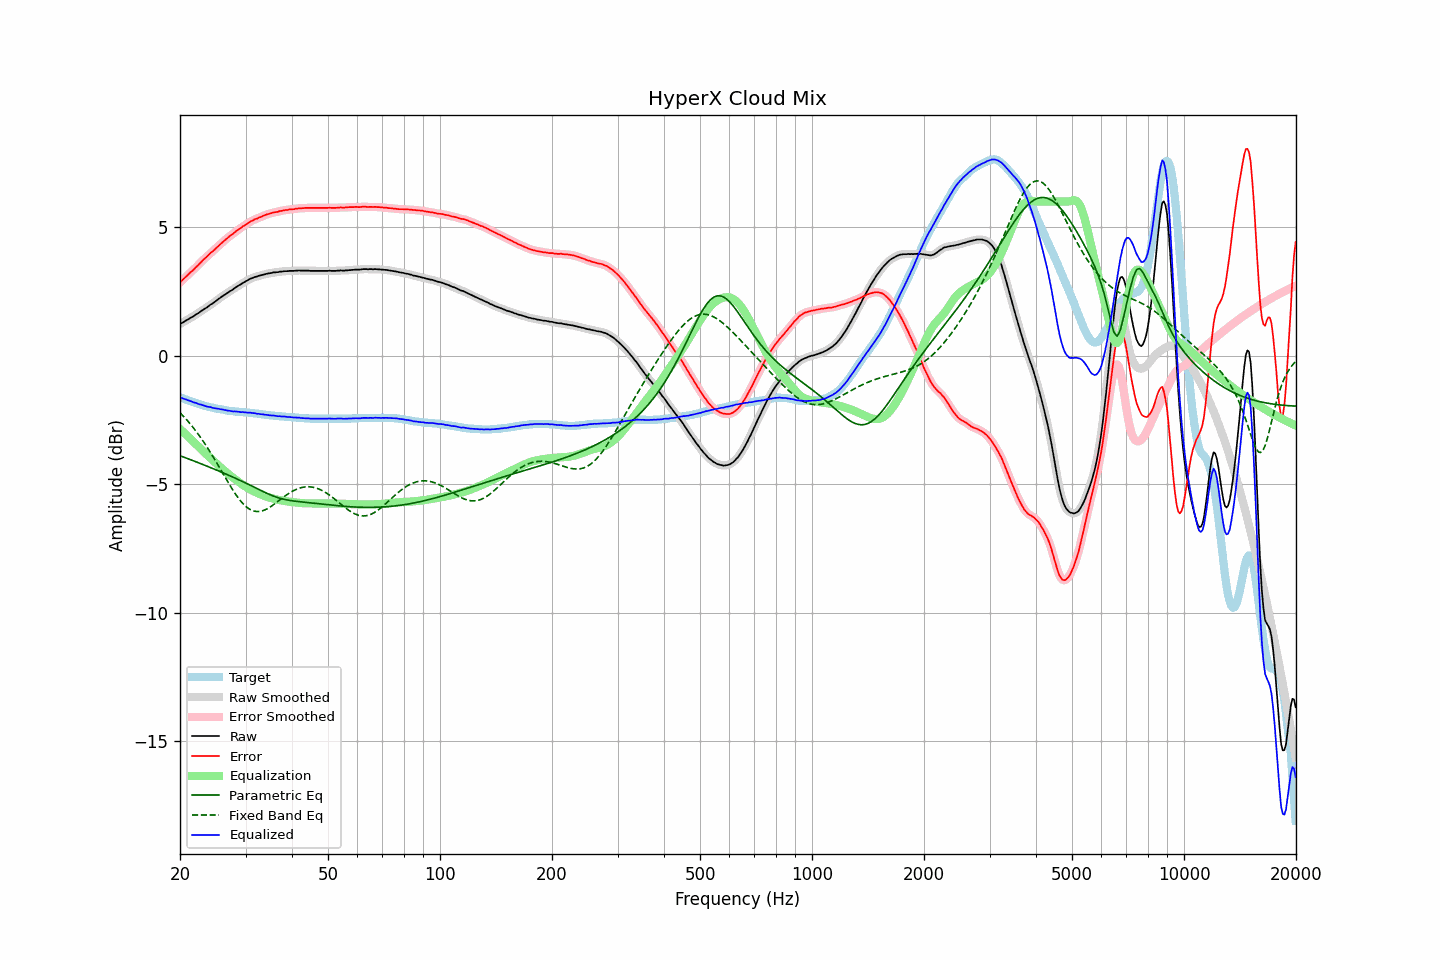 HyperX Cloud Mix
Amplitude (dBr)
5
0
−5
−10
−15
Target
Raw Smoothed
Error Smoothed
Raw
Error
Equalization
Parametric Eq
Fixed Band Eq
Equalized
20 50 100 200 500 1000 2000 5000 10000 20000
Frequency (Hz)